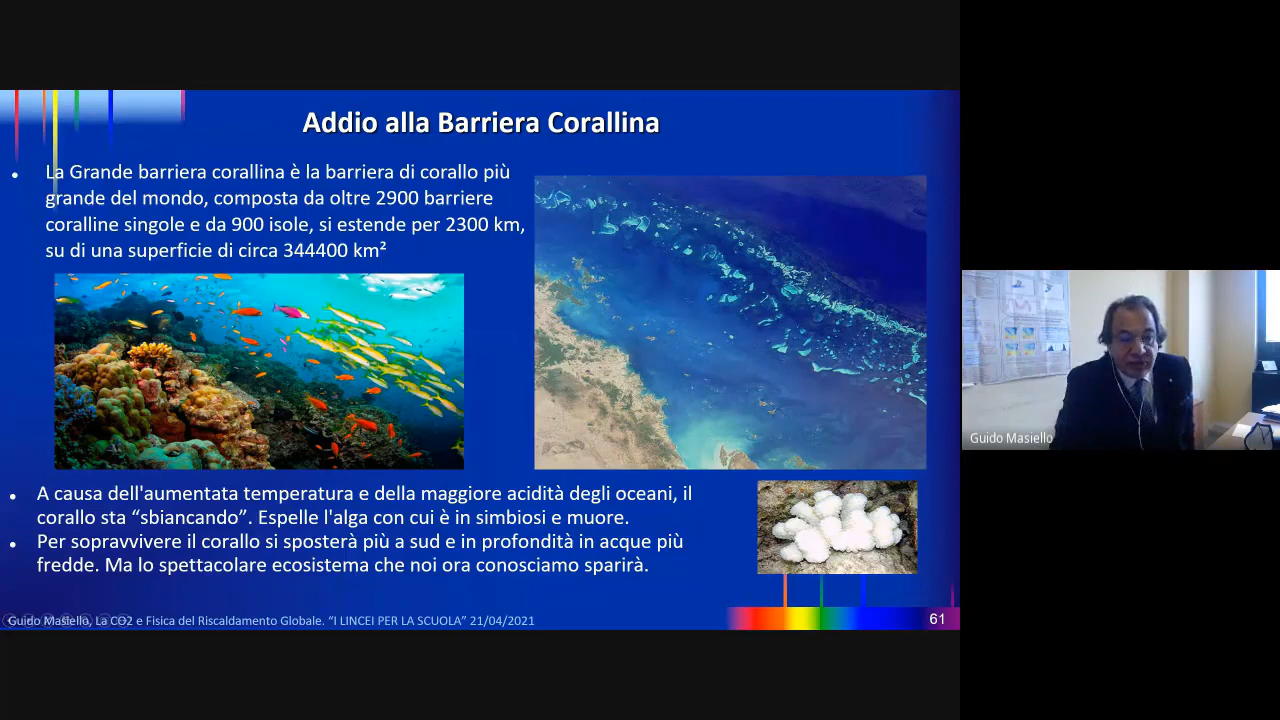 Addio alla Barriera Corallina
• La Grande barriera corallina è la barriera di corallo più
grande del mondo, composta da oltre 2900 barriere
coralline singole e da 900 isole, si estende per 2300 km,
su di una superficie di circa 344400 km²
• A causa dell'aumentata temperatura e della maggiore acidità degli oceani, il
corallo sta “sbiancando”. Espelle l'alga con cui è in simbiosi e muore.
• Per sopravvivere il corallo si sposterà più a sud e in profondità in acque più
fredde. Ma lo spettacolare ecosistema che noi ora conosciamo sparirà.
Guido Masiello, La CO2 e Fisica del Riscaldamento Globale. “I LINCEI PER LA SCUOLA” 21/04/2021
61
Guido Masiello